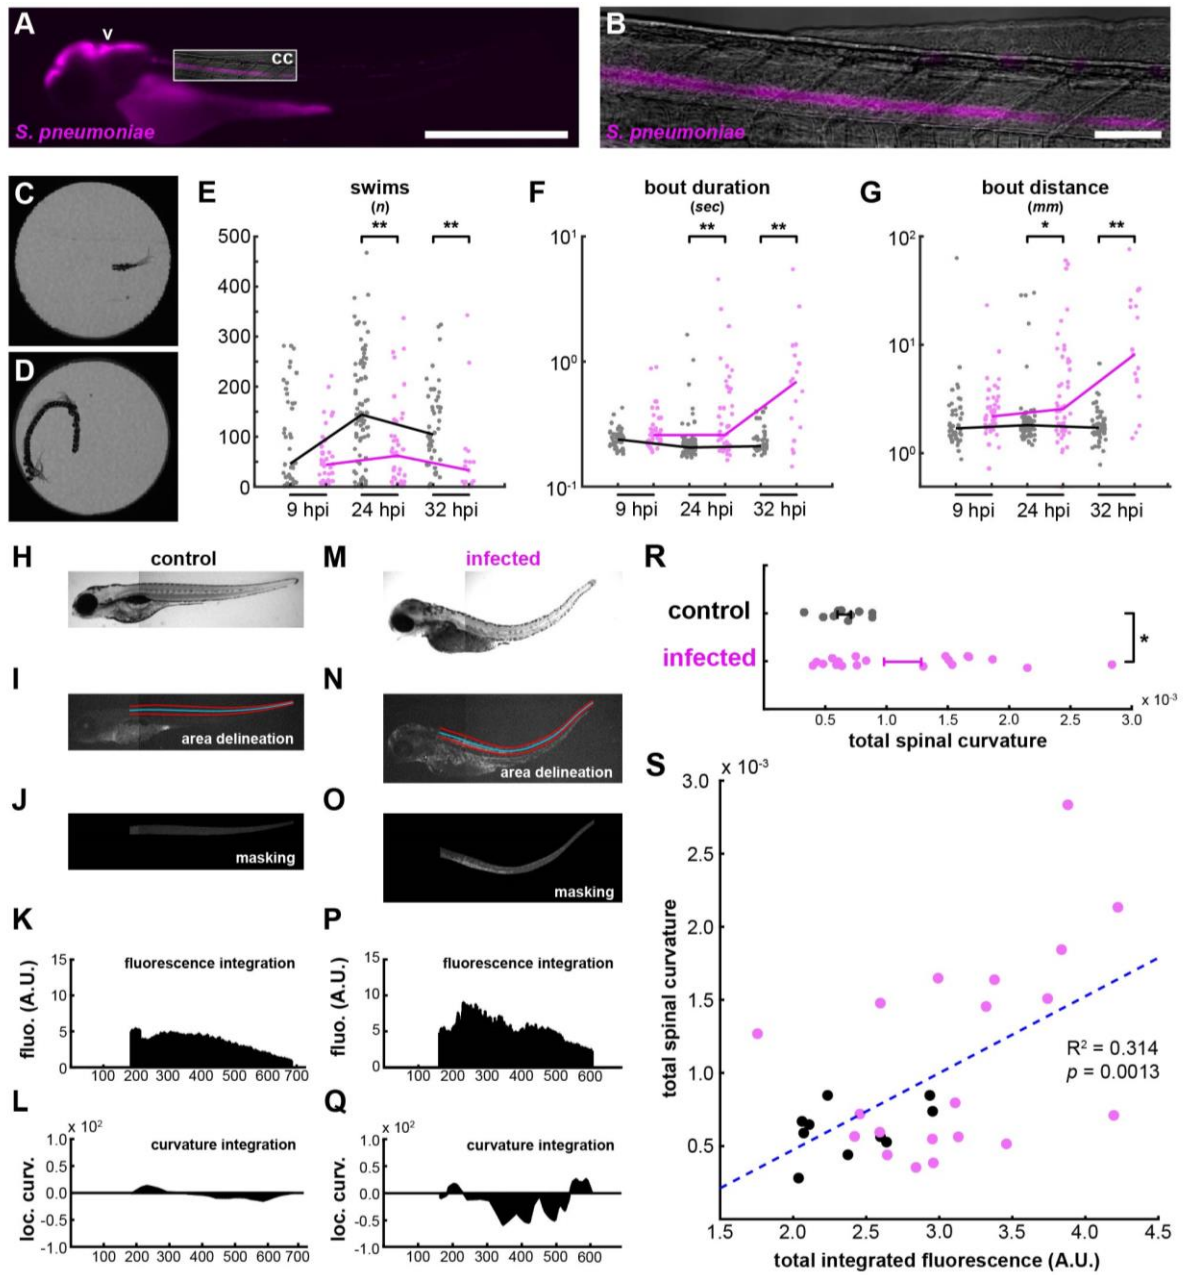 A
v
cc
S. pneumoniae
B
S. pneumoniae
C
D
E
swims
(n)
**
**
500
400
300
200
100
0
9 hpi
24 hpi
32 hpi
F
bout duration
(sec)
**
**
10¹
10⁰
10⁻¹
9 hpi
24 hpi
32 hpi
G
bout distance
(mm)
*
**
10²
10¹
10⁰
9 hpi
24 hpi
32 hpi
H
control
I
area delineation
J
masking
K
fluorescence integration
fluo. (A.U.)
15
10
5
0
100 200 300 400 500 600 700
L
x 10²
curvature integration
loc. curv.
1.0
0.5
0.0
-0.5
-1.0
100 200 300 400 500 600 700
M
infected
N
area delineation
O
masking
P
fluorescence integration
fluo. (A.U.)
15
10
5
0
100 200 300 400 500 600
Q
x 10²
curvature integration
loc. curv.
1.0
0.5
0.0
-0.5
-1.0
100 200 300 400 500 600
R
control
infected
*
x 10⁻³
0.5 1.0 1.5 2.0 2.5 3.0
total spinal curvature
S
x 10⁻³
3.0
2.5
2.0
1.5
1.0
0.5
total spinal curvature
R² = 0.314
p = 0.0013
1.5 2.0 2.5 3.0 3.5 4.0 4.5
total integrated fluorescence (A.U.)